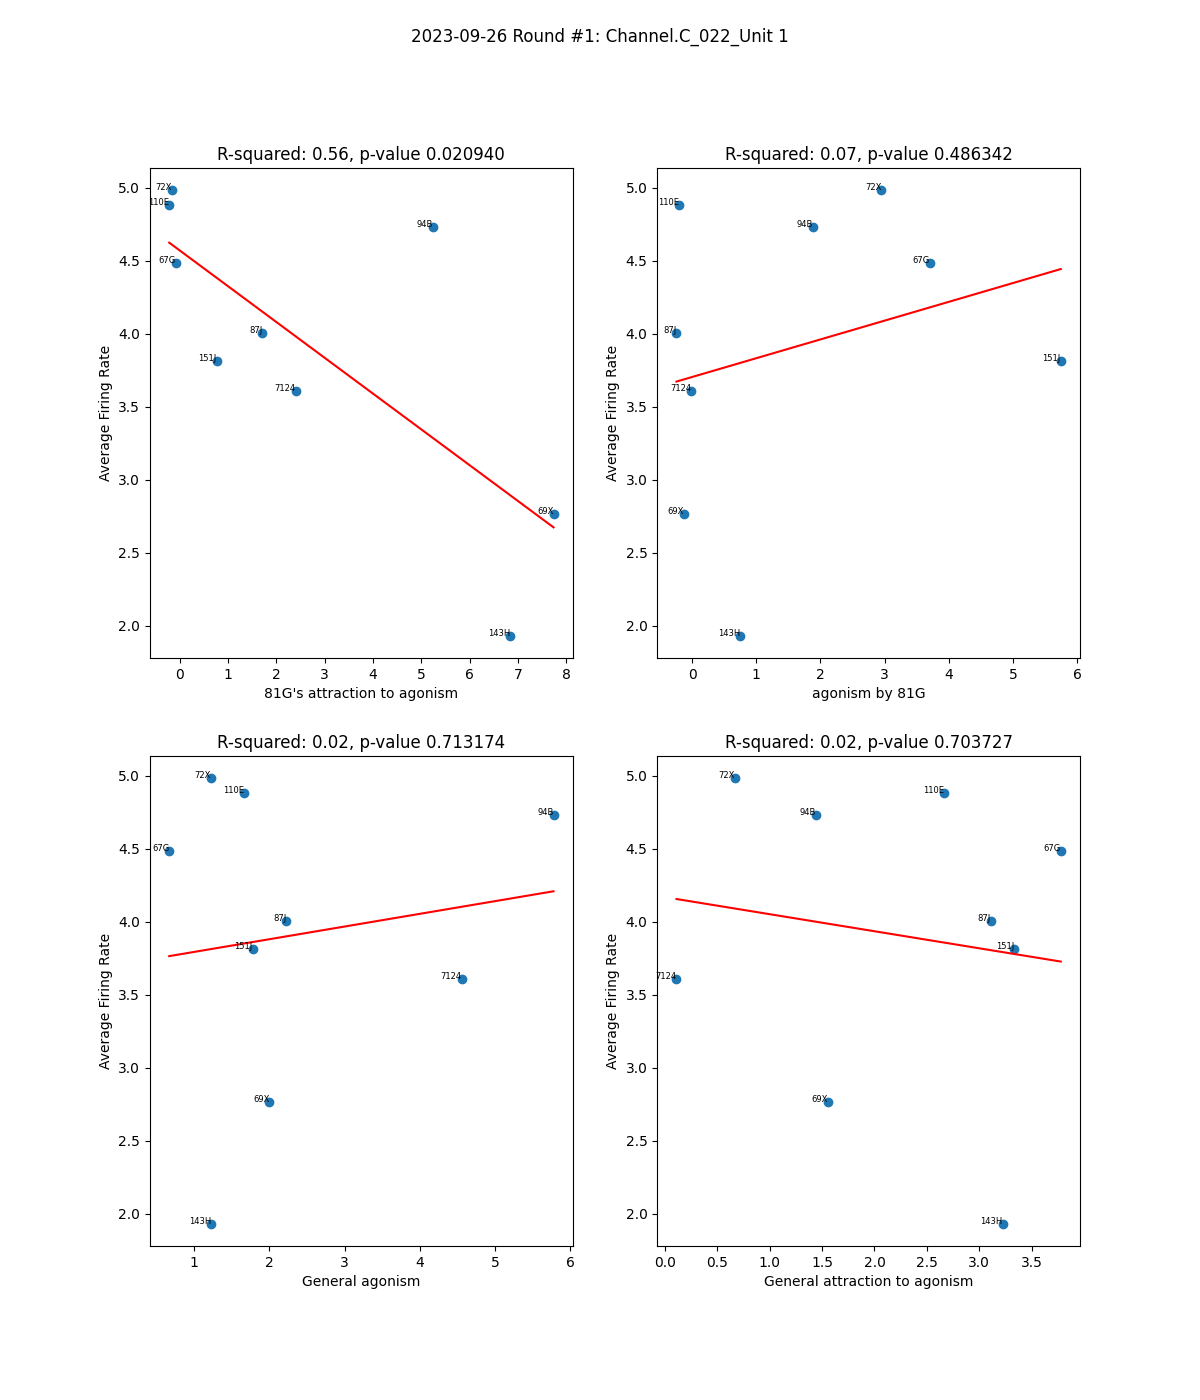 2023-09-26 Round #1: Channel.C_022_Unit 1
R-squared: 0.56, p-value 0.020940
5.0
4.5
4.0
3.5
3.0
2.5
2.0
Average Firing Rate
72X
110E
94B
67G
87J
151J
7124
69X
143H
0 1 2 3 4 5 6 7 8
81G's attraction to agonism
R-squared: 0.07, p-value 0.486342
5.0
4.5
4.0
3.5
3.0
2.5
2.0
Average Firing Rate
72X
110E
94B
67G
87J
151J
7124
69X
143H
0 1 2 3 4 5 6
agonism by 81G
R-squared: 0.02, p-value 0.713174
5.0
4.5
4.0
3.5
3.0
2.5
2.0
Average Firing Rate
72X
110E
94B
67G
87J
151J
7124
69X
143H
1 2 3 4 5 6
General agonism
R-squared: 0.02, p-value 0.703727
5.0
4.5
4.0
3.5
3.0
2.5
2.0
Average Firing Rate
72X
110E
94B
67G
87J
151J
7124
69X
143H
0.0 0.5 1.0 1.5 2.0 2.5 3.0 3.5
General attraction to agonism